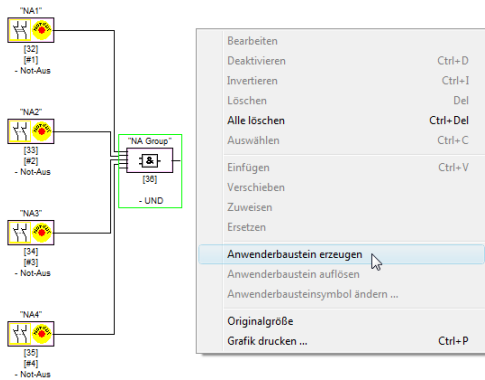 "NA1"
[32]
[#1]
- Not-Aus
"NA2"
[33]
[#2]
- Not-Aus
"NA3"
[34]
[#3]
- Not-Aus
"NA4"
[35]
[#4]
- Not-Aus
"NA Group"
&
[36]
- UND
Bearbeiten
Deaktivieren Ctrl+D
Invertieren Ctrl+I
Löschen Del
Alle löschen Ctrl+Del
Auswählen Ctrl+C
Einfügen Ctrl+V
Verschieben
Zuweisen
Ersetzen
Anwenderbaustein erzeugen
Anwenderbaustein auflösen
Anwenderbausteinsymbol ändern ...
Originalgröße
Grafik drucken ... Ctrl+P